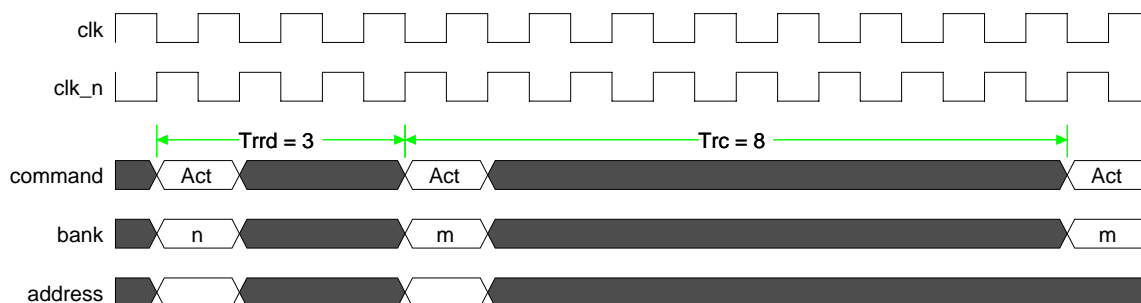 clk
clk_n
Trrd = 3 Trc = 8
command Act Act Act
bank n m m
address